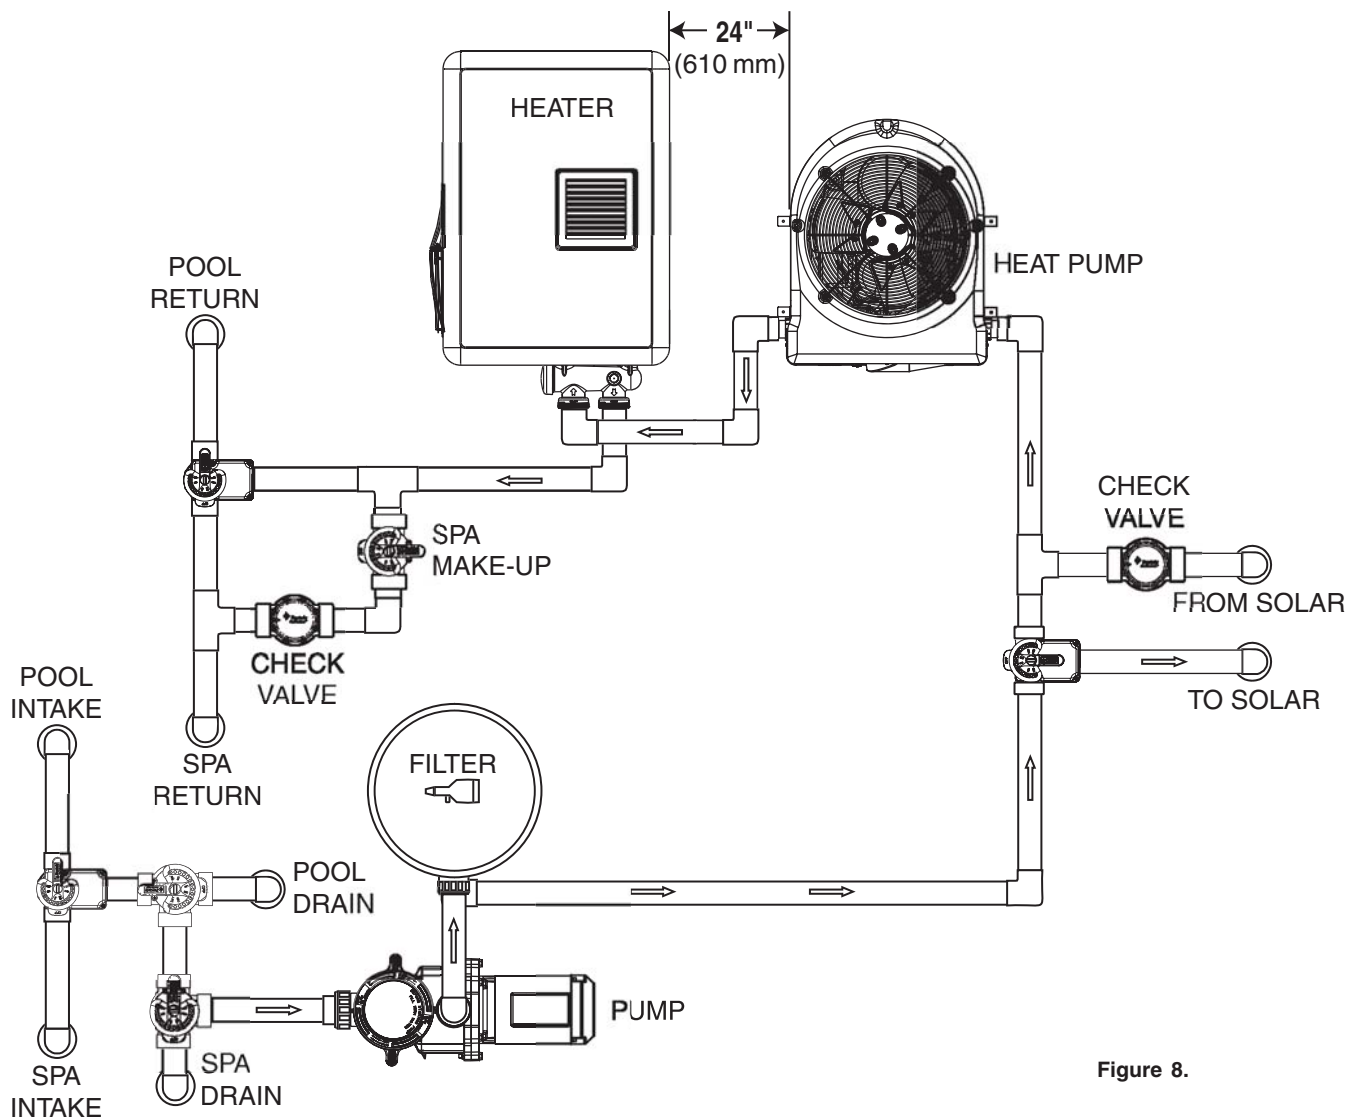 24"
(610 mm)
HEATER
HEAT PUMP
POOL
RETURN
CHECK
VALVE
SPA
MAKE-UP
FROM SOLAR
CHECK
VALVE
TO SOLAR
POOL
INTAKE
SPA
RETURN
FILTER
POOL
DRAIN
PUMP
SPA
DRAIN
SPA
INTAKE
Figure 8.